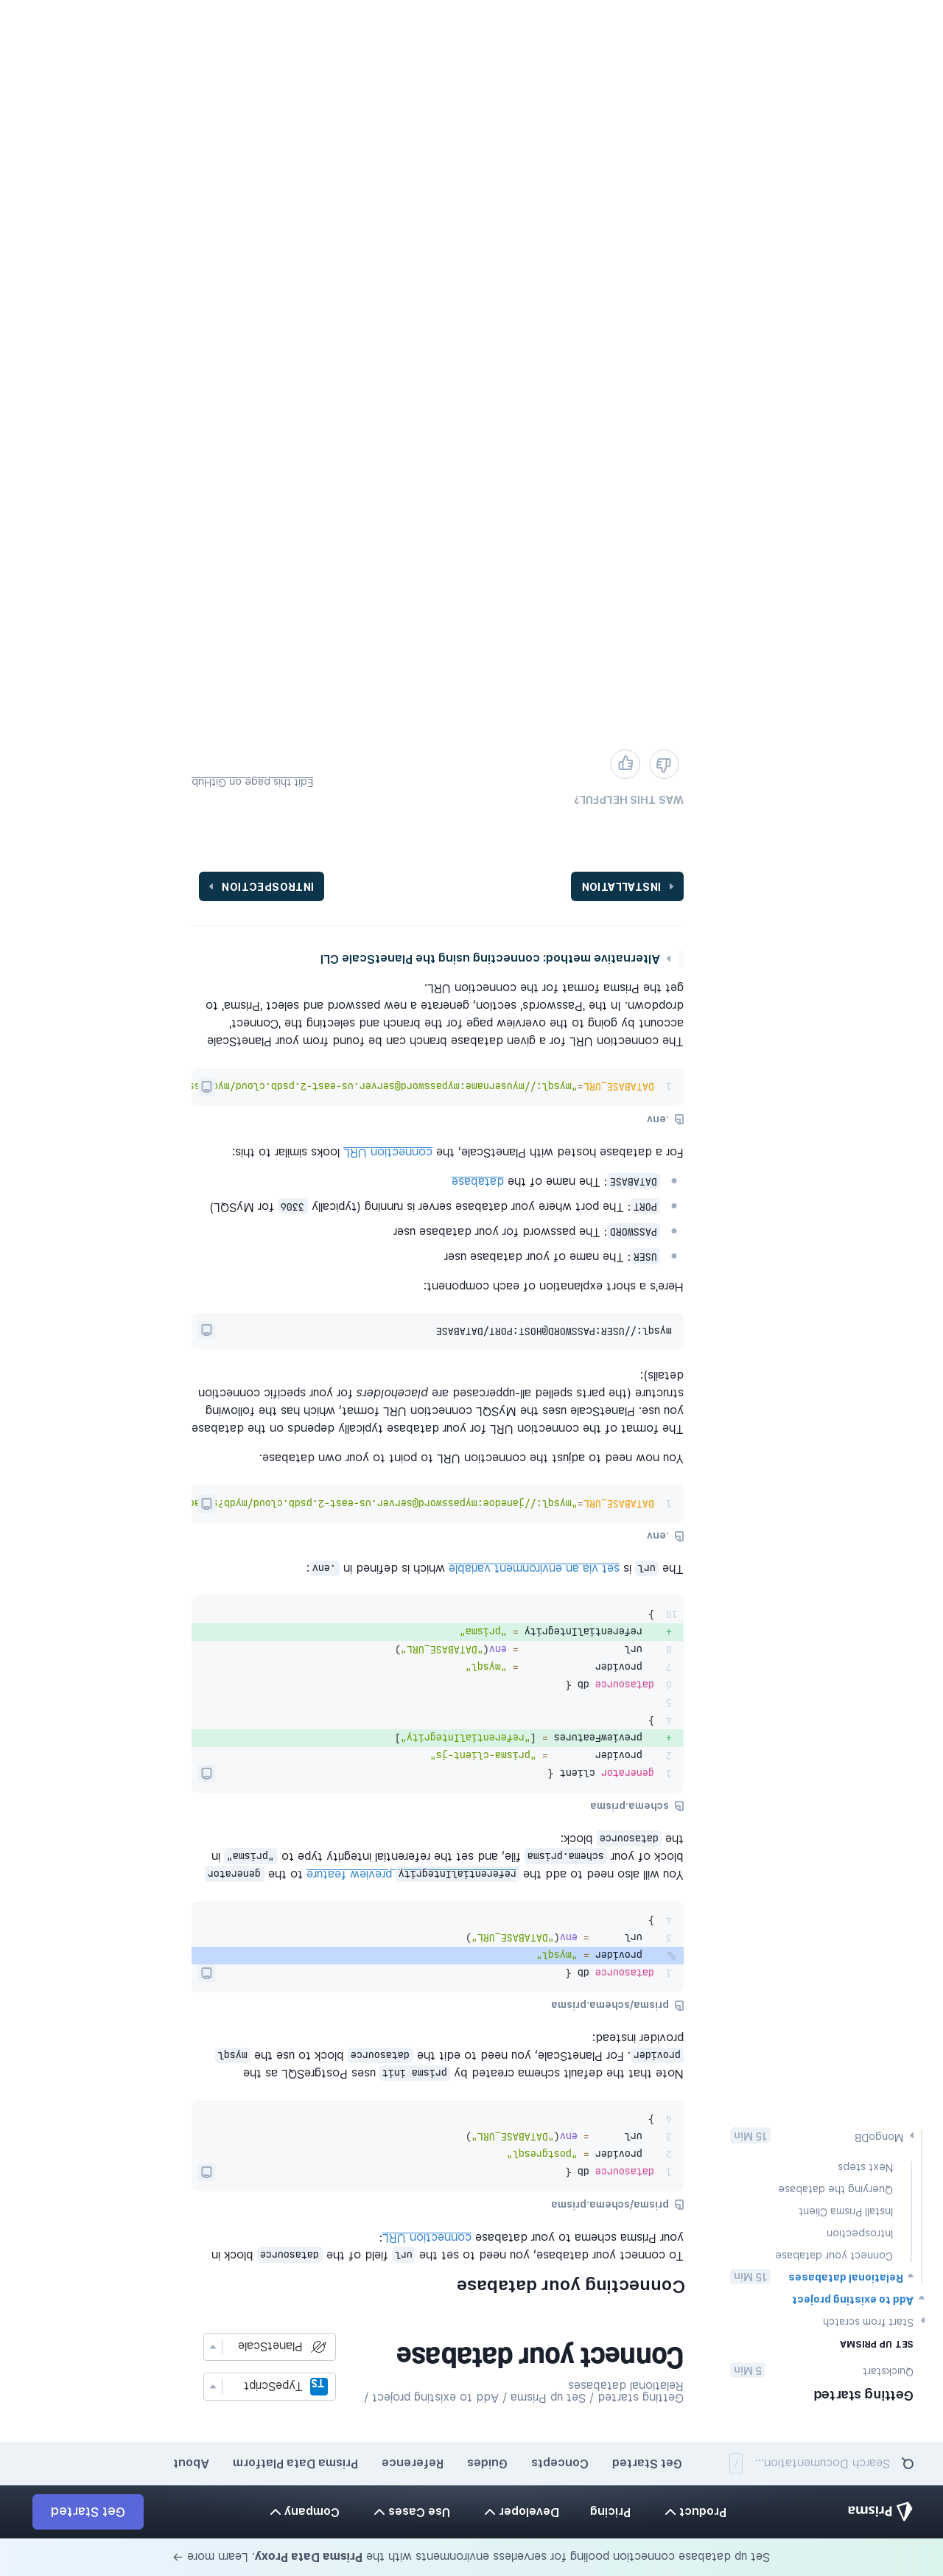 Set up database connection pooling for serverless environments with the Prisma Data Proxy. Learn more →
Prisma
Product
Pricing
Developer
Use Cases
Company
Get Started
Search Documentation... /
Get Started
Concepts
Guides
Reference
Prisma Data Platform
About
Getting started
Quickstart 5 Min
SET UP PRISMA
Start from scratch
Add to existing project
Relational databases 15 Min
Connect your database
Introspection
Install Prisma Client
Querying the database
Next steps
MongoDB 15 Min
Getting started / Set up Prisma / Add to existing project /
Relational databases
Connect your database
TS TypeScript
PlanetScale
Connecting your database
To connect your database, you need to set the url field of the datasource block in
your Prisma schema to your database connection URL:
prisma/schema.prisma
1 datasource db {
2 provider = "postgresql"
3 url = env("DATABASE_URL")
4 }
Note that the default schema created by prisma init uses PostgreSQL as the
provider. For PlanetScale, you need to edit the datasource block to use the mysql
provider instead:
prisma/schema.prisma
1 datasource db {
provider = "mysql"
3 url = env("DATABASE_URL")
4 }
You will also need to add the referentialIntegrity preview feature to the generator
block of your schema.prisma file, and set the referential integrity type to "prisma" in
the datasource block:
schema.prisma
1 generator client {
2 provider = "prisma-client-js"
+ previewFeatures = ["referentialIntegrity"]
4 }
5
6 datasource db {
7 provider = "mysql"
8 url = env("DATABASE_URL")
+ referentialIntegrity = "prisma"
10 }
The url is set via an environment variable which is defined in .env:
.env
1 DATABASE_URL="mysql://janedoe:mypassword@server.us-east-2.psdb.cloud/mydb?
You now need to adjust the connection URL to point to your own database.
The format of the connection URL for your database typically depends on the database
you use. PlanetScale uses the MySQL connection URL format, which has the following
structure (the parts spelled all-uppercased are placeholders for your specific connection
details):
mysql://USER:PASSWORD@HOST:PORT/DATABASE
Here's a short explanation of each component:
USER: The name of your database user
PASSWORD: The password for your database user
PORT: The port where your database server is running (typically 3306 for MySQL)
DATABASE: The name of the database
For a database hosted with PlanetScale, the connection URL looks similar to this:
.env
1 DATABASE_URL="mysql://myusername:mypassword@server.us-east-2.psdb.cloud/my
The connection URL for a given database branch can be found from your PlanetScale
account by going to the overview page for the branch and selecting the 'Connect'
dropdown. In the 'Passwords' section, generate a new password and select 'Prisma' to
get the Prisma format for the connection URL.
Alternative method: connecting using the PlanetScale CLI
INSTALLATION
INTROSPECTION
WAS THIS HELPFUL?
Edit this page on GitHub